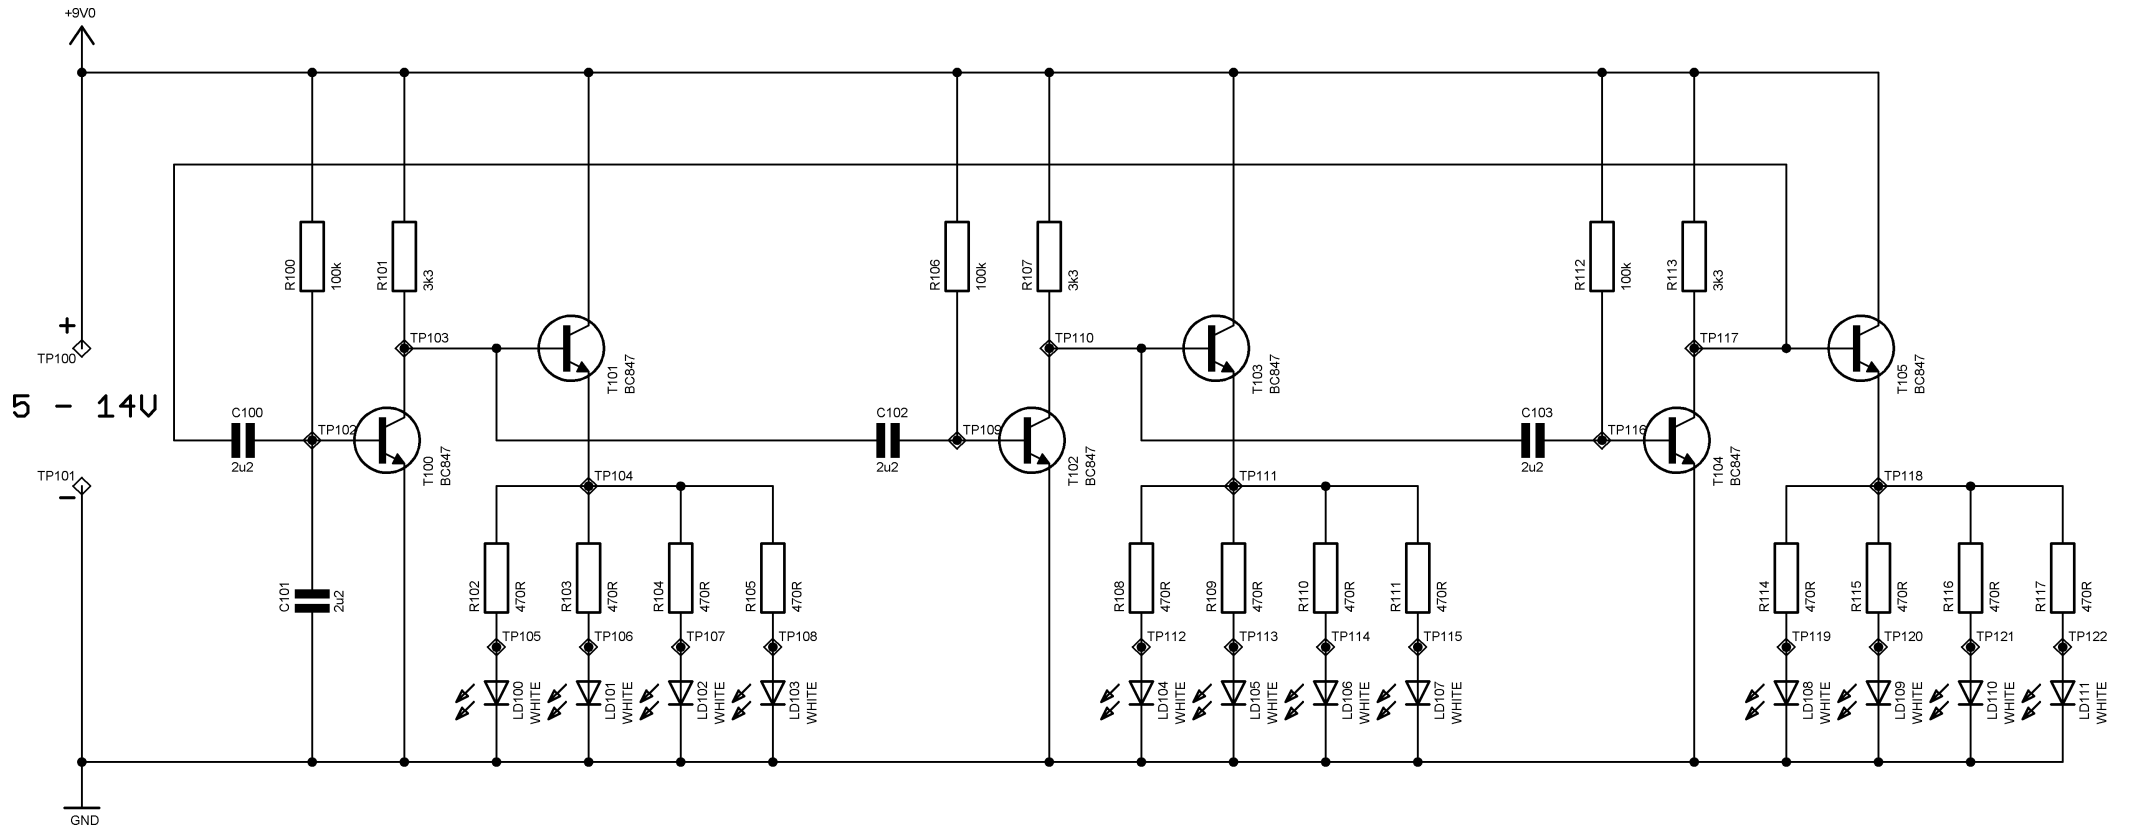 +9V0
R100
100k
R101
3k3
R106
100k
R107
3k3
R112
100k
R113
3k3
+
TP100
TP103
T101
BC847
TP110
T103
BC847
TP117
T105
BC847
5 - 14V
C100
2u2
TP102
T100
BC847
C102
2u2
TP109
T102
BC847
C103
2u2
TP116
T104
BC847
TP101
-
TP104
TP111
TP118
C101
2u2
R102
470R
R103
470R
R104
470R
R105
470R
R108
470R
R109
470R
R110
470R
R111
470R
R114
470R
R115
470R
R116
470R
R117
470R
TP105
TP106
TP107
TP108
TP112
TP113
TP114
TP115
TP119
TP120
TP121
TP122
LD100
WHITE
LD101
WHITE
LD102
WHITE
LD103
WHITE
LD104
WHITE
LD105
WHITE
LD106
WHITE
LD107
WHITE
LD108
WHITE
LD109
WHITE
LD110
WHITE
LD111
WHITE
GND